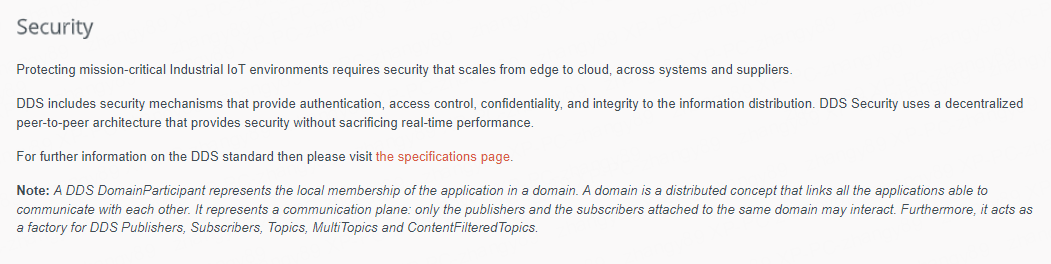 Security
Protecting mission-critical Industrial IoT environments requires security that scales from edge to cloud, across systems and suppliers.
DDS includes security mechanisms that provide authentication, access control, confidentiality, and integrity to the information distribution. DDS Security uses a decentralized
peer-to-peer architecture that provides security without sacrificing real-time performance.
For further information on the DDS standard then please visit the specifications page.
Note: A DDS DomainParticipant represents the local membership of the application in a domain. A domain is a distributed concept that links all the applications able to
communicate with each other. It represents a communication plane: only the publishers and the subscribers attached to the same domain may interact. Furthermore, it acts as
a factory for DDS Publishers, Subscribers, Topics, MultiTopics and ContentFilteredTopics.